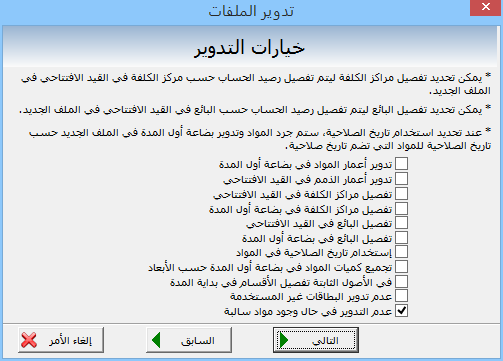 تدوير الملفات
خيارات التدوير
* يمكن تحديد تفصيل مراكز الكلفة ليتم تفصيل رصيد الحساب حسب مركز الكلفة في القيد الافتتاحي في
الملف الجديد.
* يمكن تحديد تفصيل البائع ليتم تفصيل رصيد الحساب حسب البائع في القيد الافتتاحي في الملف الجديد.
* عند تحديد استخدام تاريخ الصلاحية، ستم جرد المواد وتدوير بضاعة أول المدة في الملف الجديد حسب
تاريخ الصلاحية للمواد التي تضم تاريخ صلاحية.
تدوير أعمار المواد في بضاعة أول المدة
تدوير أعمار الذمم في القيد الافتتاحي
تفصيل مراكز الكلفة في القيد الافتتاحي
تفصيل مراكز الكلفة في بضاعة أول المدة
تفصيل البائع في القيد الافتتاحي
تفصيل البائع في بضاعة أول المدة
إستخدام تاريخ الصلاحية في المواد
تجميع كميات المواد في بضاعة أول المدة حسب الأبعاد
في الأصول الثابتة تفصيل الأقسام في بداية المدة
عدم تدوير البطاقات غير المستخدمة
عدم التدوير في حال وجود مواد سالبة
التالي
السابق
إلغاء الأمر